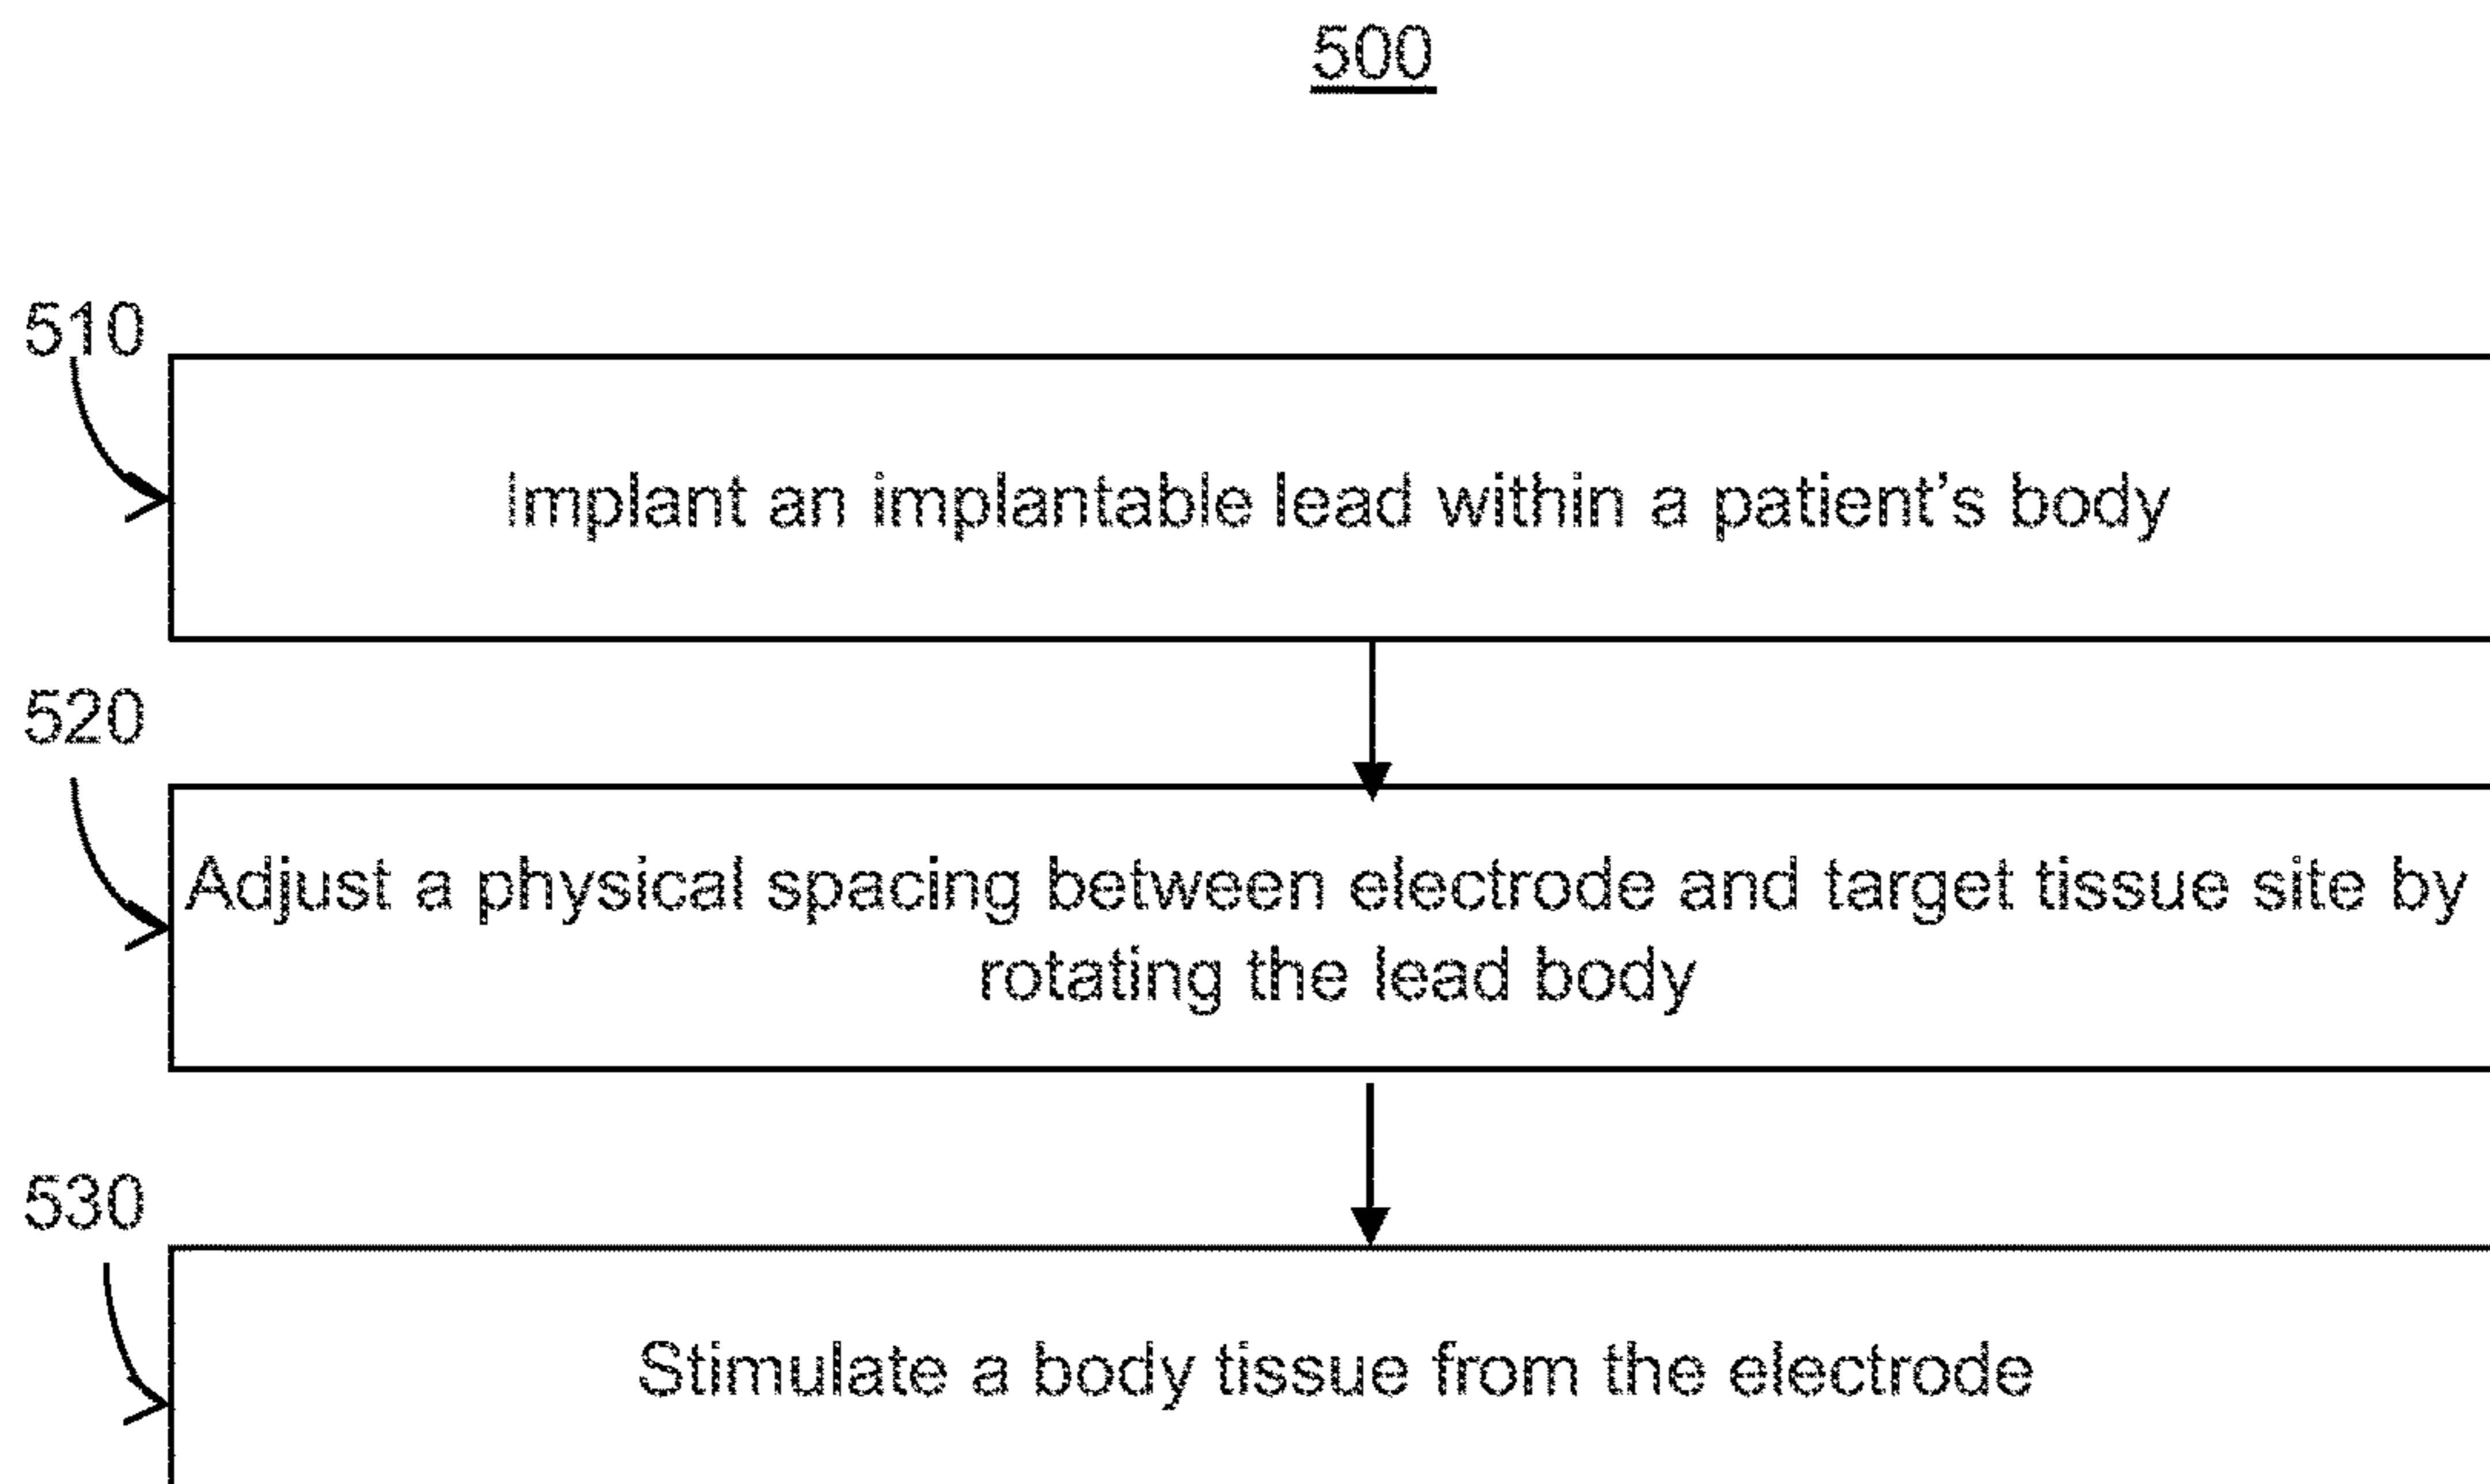 500
510
Implant an implantable lead within a patient's body
520
Adjust a physical spacing between electrode and target tissue site by
rotating the lead body
530
Stimulate a body tissue from the electrode